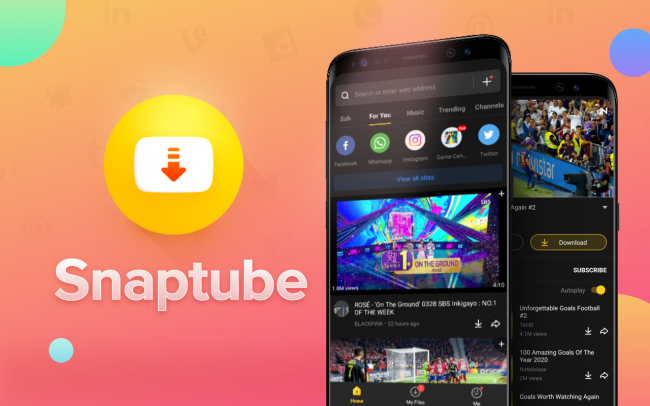 Snaptube
Search or enter web address
Sub
For You
Music
Trending
Channels
Facebook
Whatsapp
Instagram
Game Cen...
Twitter
View all sites
SBS
1
ON THE GROUND
ROSÉ
1.8M views
4:10
ROSÉ - 'On The Ground' 0328 SBS Inkigayo : NO.1
OF THE WEEK
BLACKPINK · 22 hours ago
Home
My Files
Me
movistar
Again #2
Download
SUBSCRIBE
Autoplay
Unforgettable Goals Football
#2
4.1M views
100 Amazing Goals Of The
Year 2020
Notelicious
2M views
Goals Worth Watching Again